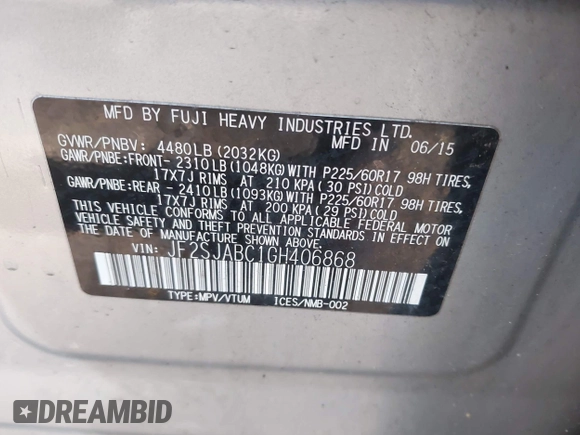 MFD BY FUJI HEAVY INDUSTRIES LTD.
MFD IN 06/15
GVWR/PNBV: 4480LB(2032KG)
GAWR/PNBE:FRONT- 2310LB(1048KG)WITH P225/60R17 98H TIRES,
17X7J RIMS AT 210 KPA(30 PSI)COLD
GAWR/PNBE:REAR - 2410LB(1093KG)WITH P225/60R17 98H TIRES,
17X7J RIMS AT 200 KPA(29 PSI)COLD
THIS VEHICLE CONFORMS TO ALL APPLICABLE FEDERAL MOTOR
VEHICLE SAFETY, BUMPER, AND THEFT PREVENTION STANDARDS IN EFFECT
ON THE DATE OF MANUFACTURE SHOWN ABOVE.
VIN: JF2SJABC1GH406868
TYPE:MPV/VTUM ICES/NMB-002
DREAMBID